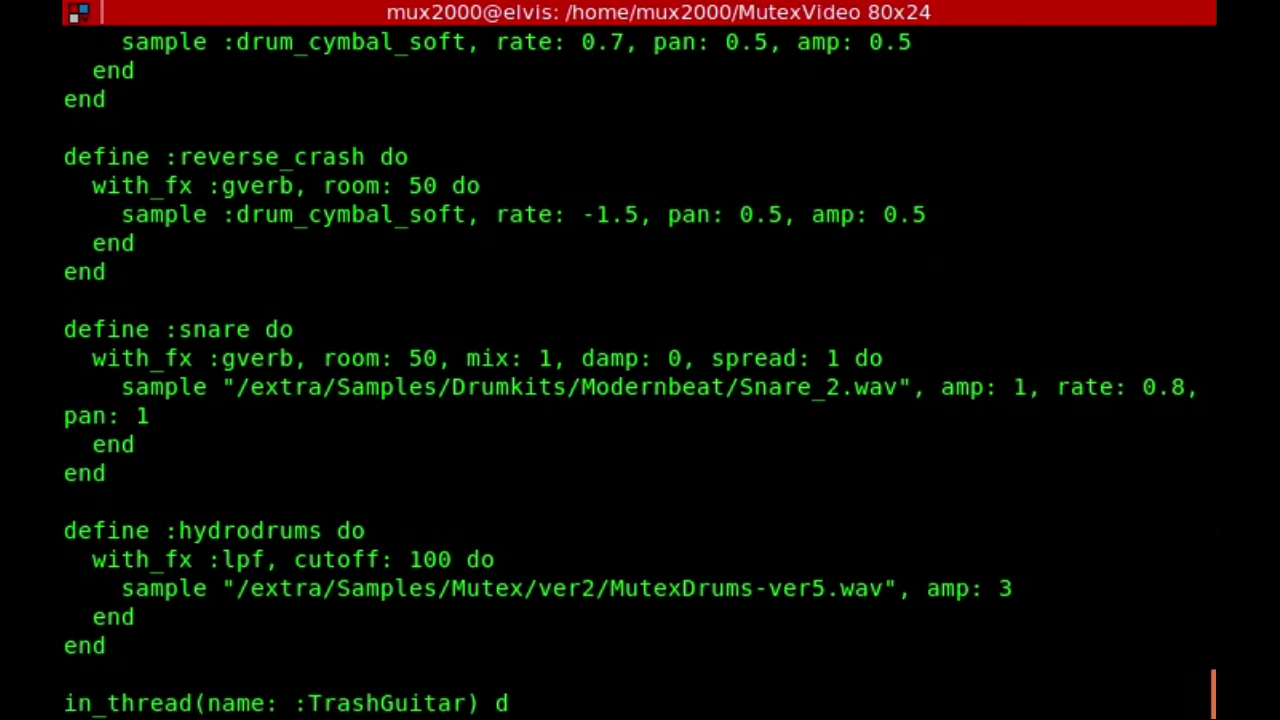 mux2000@elvis: /home/mux2000/MutexVideo 80x24
sample :drum_cymbal_soft, rate: 0.7, pan: 0.5, amp: 0.5
end
end
define :reverse_crash do
with_fx :gverb, room: 50 do
sample :drum_cymbal_soft, rate: -1.5, pan: 0.5, amp: 0.5
end
end
define :snare do
with_fx :gverb, room: 50, mix: 1, damp: 0, spread: 1 do
sample "/extra/Samples/Drumkits/Modernbeat/Snare_2.wav", amp: 1, rate: 0.8,
pan: 1
end
end
define :hydrodrums do
with_fx :lpf, cutoff: 100 do
sample "/extra/Samples/Mutex/ver2/MutexDrums-ver5.wav", amp: 3
end
end
in_thread(name: :TrashGuitar) d